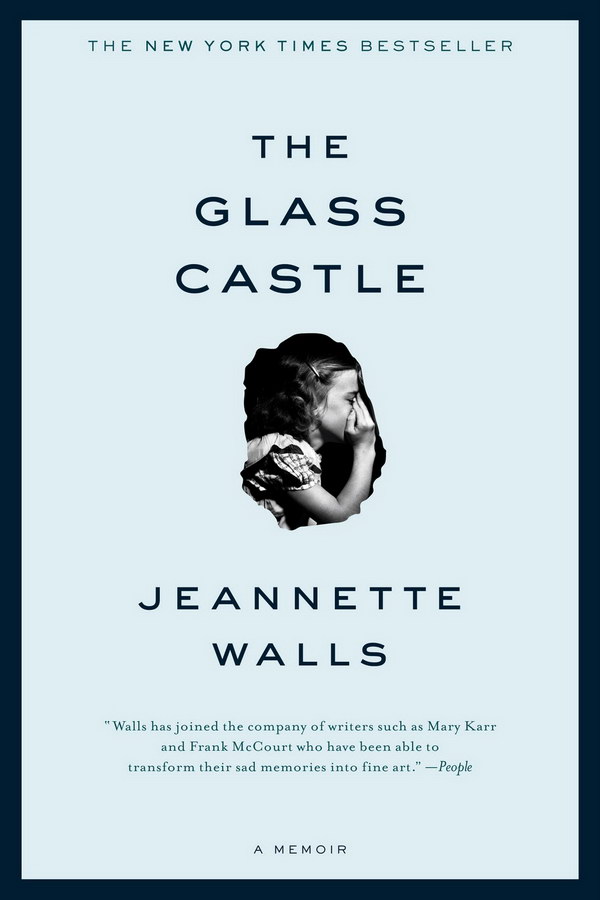 THE NEW YORK TIMES BESTSELLER
THE
GLASS
CASTLE
JEANNETTE
WALLS
"Walls has joined the company of writers such as Mary Karr
and Frank McCourt who have been able to
transform their sad memories into fine art." —People
A MEMOIR